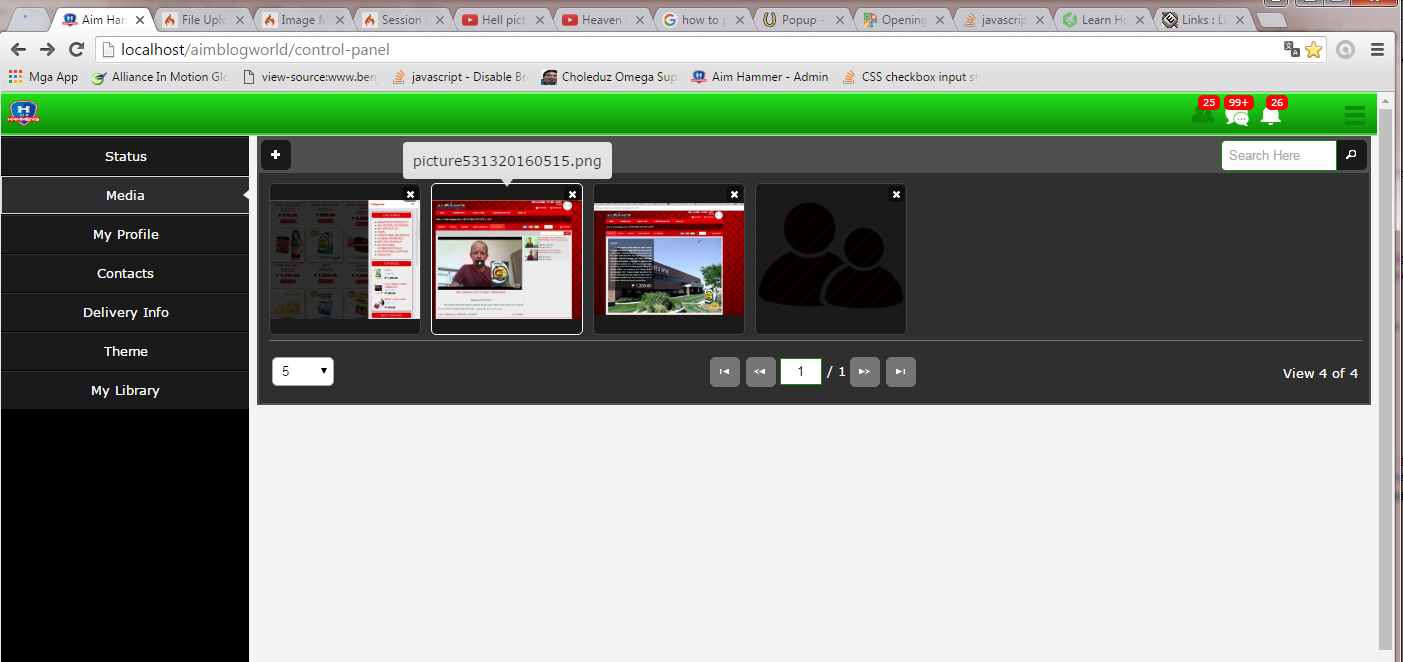 Aim Han
File Uplo
Image M
Session
Hell pict
Heaven
how to p
Popup -
Opening
javascrip
Learn Ho
Links : Li
localhost/aimblogworld/control-panel
Mga App
Alliance In Motion Glo
view-source:www.ben
javascript - Disable Br
Choleduz Omega Sup
Aim Hammer - Admin
CSS checkbox input st
25
99+
26
Status
Media
My Profile
Contacts
Delivery Info
Theme
My Library
picture531320160515.png
Search Here
5
1 / 1
View 4 of 4